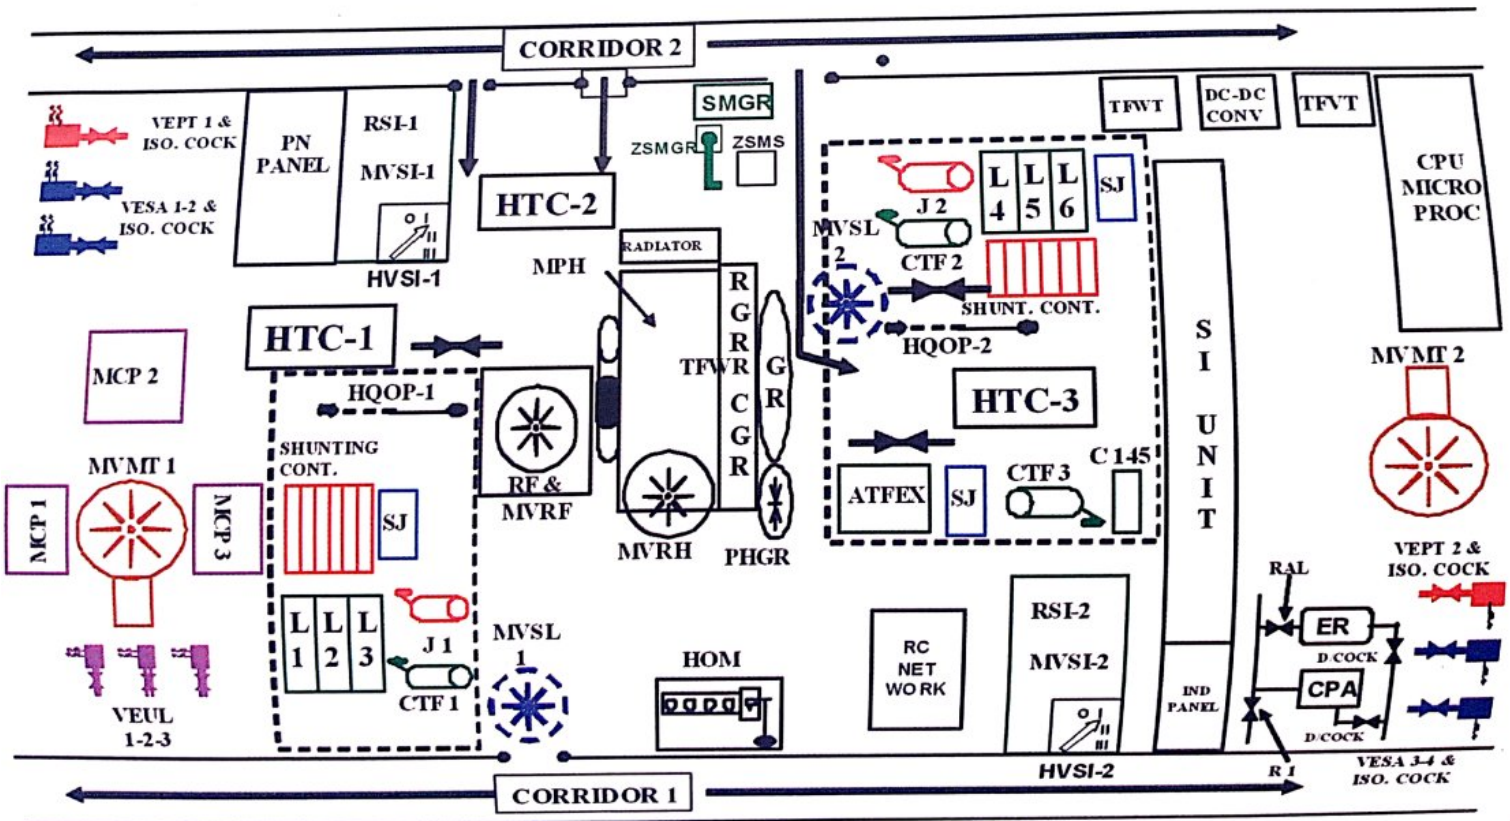 CORRIDOR 2
VEPT 1 &
ISO. COCK
VESA 1-2 &
ISO. COCK
PN
PANEL
RSI-1
MVSI-1
O I
II
III
HVSI-1
HTC-2
SMGR
ZSMGR
ZSMS
RADIATOR
MPH
MVSL
2
J 2
CTF 2
L
4
L
5
L
6
SJ
SHUNT. CONT.
HQOP-2
TFWT
DC-DC
CONV
TFVT
CPU
MICRO
PROC
HTC-1
HQOP-1
MCP 2
MVMT 1
MCP 1
MCP 3
SHUNTING
CONT.
SJ
RF &
MVRF
TFWR
R
G
R
R
C
G
R
G
R
MVRH
PHGR
HTC-3
ATFEX
SJ
CTF 3
C 145
SI UNIT
MVMT 2
VEUL
1-2-3
L
1
L
2
L
3
J 1
CTF 1
MVSL
1
HOM
RC
NET
WORK
RSI-2
MVSI-2
O I
II
III
HVSI-2
IND
PANEL
RAL
ER
D/COCK
CPA
D/COCK
R 1
VEPT 2 &
ISO. COCK
VESA 3-4 &
ISO. COCK
CORRIDOR 1